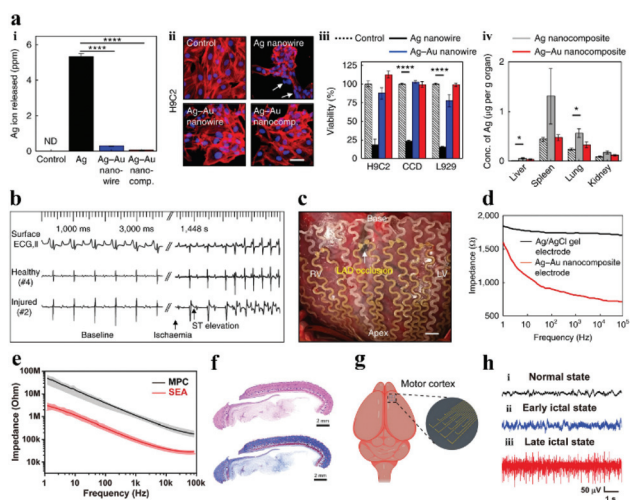 a
i
Ag ion released (ppm)
6
5
4
3
2
1
0
****
****
ND
Control
Ag
Ag–Au
nano-
wire
Ag–Au
nano-
comp.
ii
H9C2
Control
Ag nanowire
Ag–Au
nanowire
Ag–Au
nanocomp.
iii
Control
Ag nanowire
Ag–Au nanowire
Viability (%)
125
100
75
50
25
0
****
****
H9C2
CCD
L929
iv
Ag nanocomposite
Ag–Au nanocomposite
Conc. of Ag (μg per g organ)
2
1
0
*
*
Liver
Spleen
Lung
Kidney
b
1,000 ms
3,000 ms
1,448 s
Surface
ECG,II
Healthy
(#4)
Injured
(#2)
ST elevation
Baseline
Ischaemia
c
Base
RV
LAD occlusion
LV
Apex
d
Impedance (Ω)
2,000
1,500
1,000
500
Ag/AgCl gel
electrode
Ag–Au nanocomposite
electrode
1
10
10²
10³
10⁴
10⁵
Frequency (Hz)
e
Impedance (Ohm)
100M
10M
1M
100k
10k
MPC
SEA
1
10
100
1k
10k
100k
Frequency (Hz)
f
2 mm
2 mm
g
Motor cortex
h
i
Normal state
ii
Early ictal state
iii
Late ictal state
50 μV
1 s